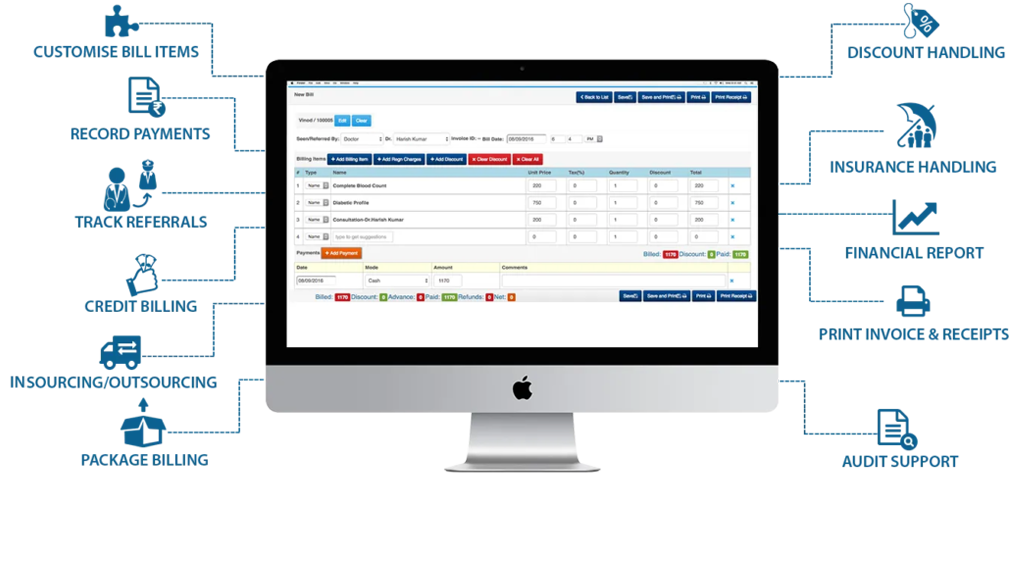 CUSTOMISE BILL ITEMS
RECORD PAYMENTS
TRACK REFERRALS
CREDIT BILLING
INSOURCING/OUTSOURCING
PACKAGE BILLING
New Bill
Back to List Save Save and Print Print Print Receipt
Vinod / 100005 Edit Clear
Seen/Referred By: Doctor Dr. Harish-Kumar Invoice ID: -- Bill Date: 06/09/2016 6 4 PM
Billing Items + Add Billing Item + Add Regn Charges + Add Discount x Clear Discount x Clear All
# Type Name Unit Price Tax(%) Quantity Discount Total
1 Name Complete Blood Count 220 0 1 0 220
2 Name Diabetic Profile 750 0 1 0 750
3 Name Consultation-Dr.Harish Kumar 200 0 1 0 200
4 Name type to get suggestions 0 0 1 0 0
Payments + Add Payment Billed: 1170 Discount: 0 Paid: 1170
Date Mode Amount Comments
06/09/2016 Cash 1170
Billed: 1170 Discount: 0 Advance: 0 Paid: 1170 Refunds: 0 Net: 0
Save Save and Print Print Print Receipt
%
DISCOUNT HANDLING
INSURANCE HANDLING
FINANCIAL REPORT
PRINT INVOICE & RECEIPTS
AUDIT SUPPORT